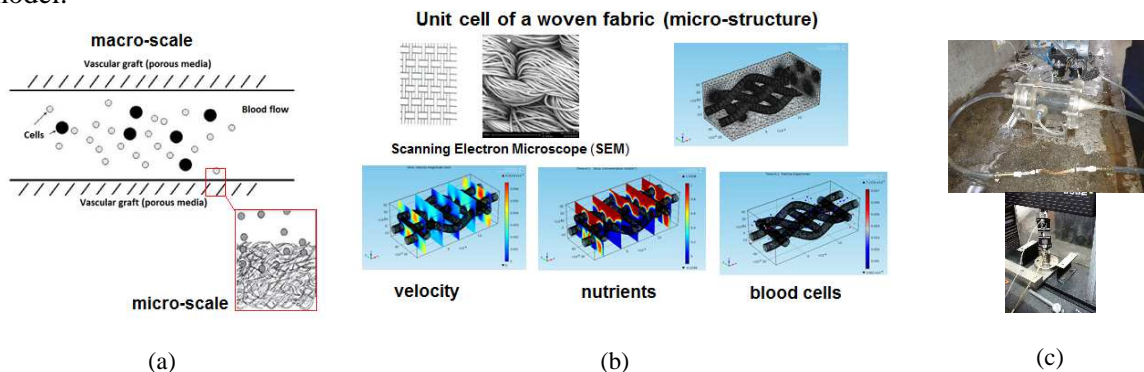 model.
Unit cell of a woven fabric (micro-structure)
macro-scale
Vascular graft (porous media)
Blood flow
Cells
Vascular graft (porous media)
micro-scale
Scanning Electron Microscope (SEM)
velocity
nutrients
blood cells
(a)
(b)
(c)